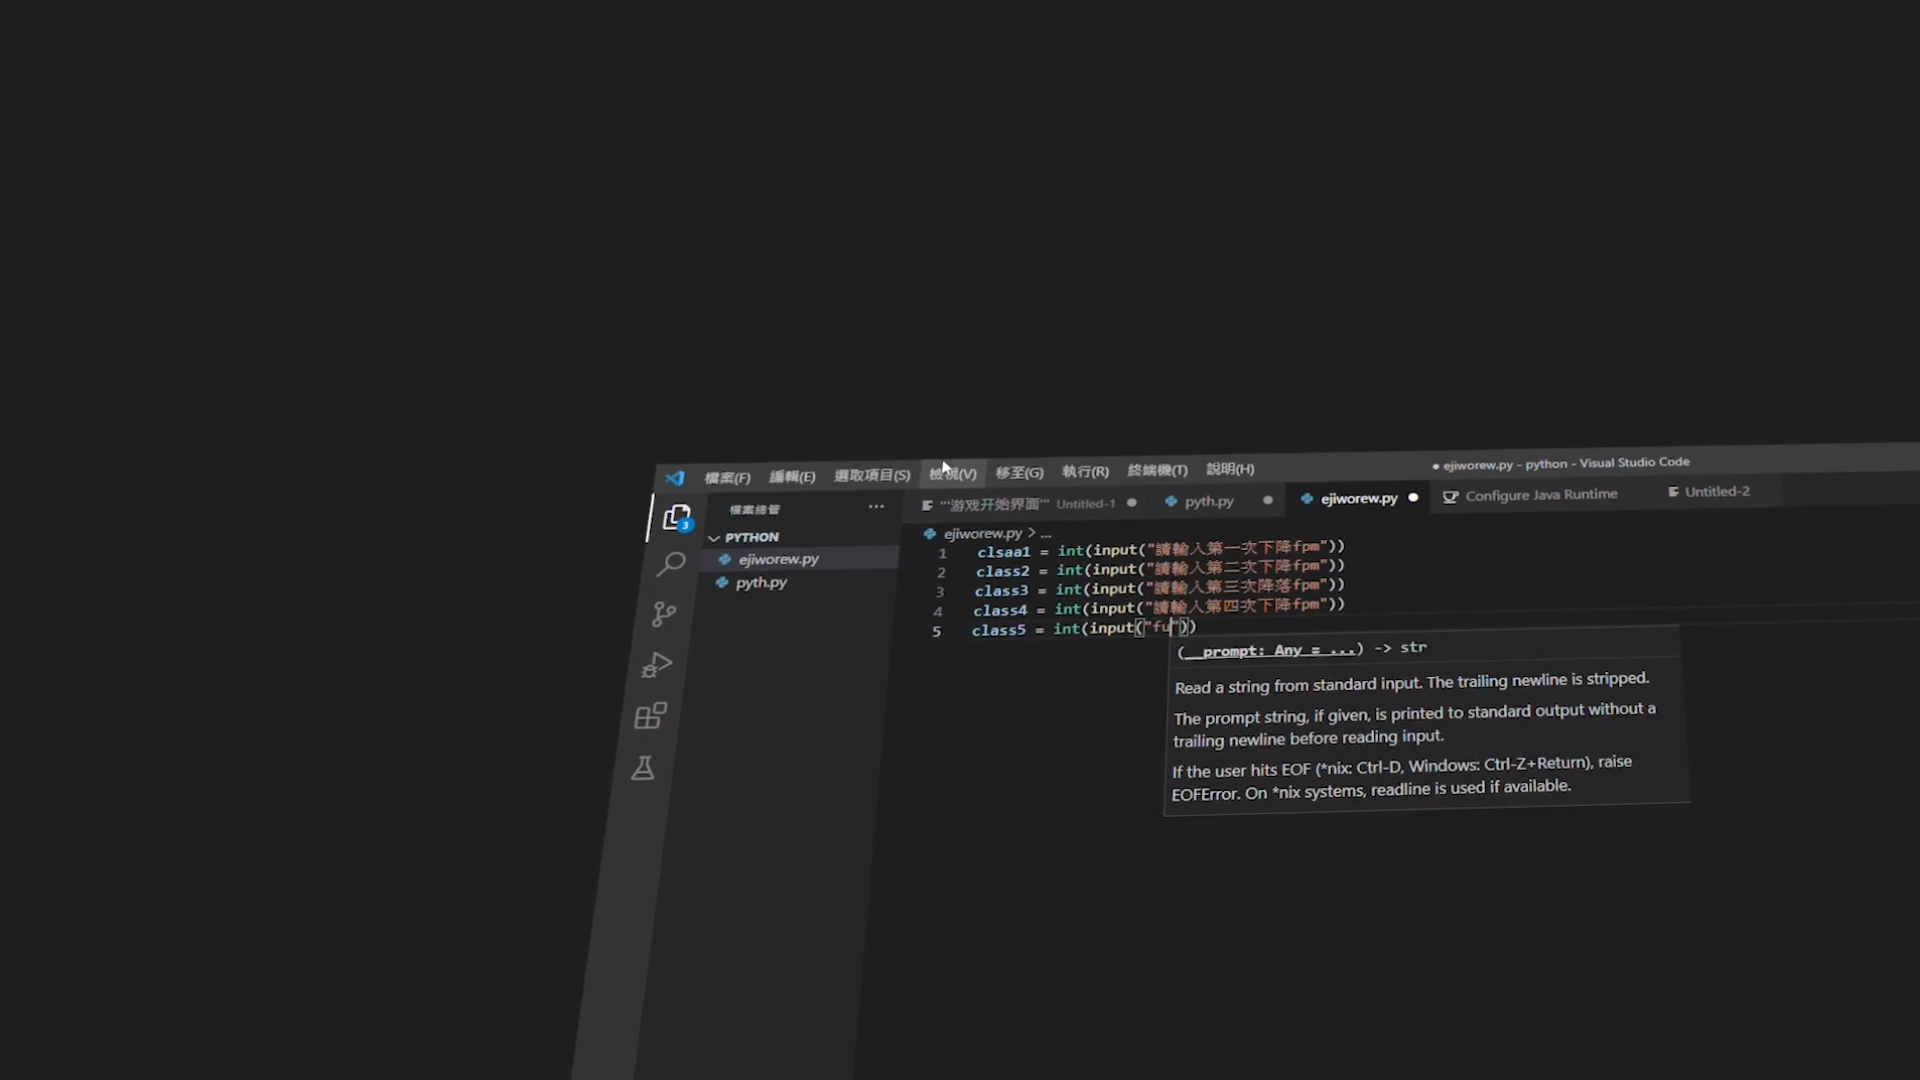 檔案(F) 編輯(E) 選取項目(S) 檢視(V) 移至(G) 執行(R) 終端機(T) 說明(H) ● ejiworew.py - python - Visual Studio Code
檔案總管 ...
'''游戏开始界面''' Untitled-1 ● pyth.py ● ejiworew.py ● Configure Java Runtime Untitled-2
3
PYTHON
ejiworew.py
pyth.py
ejiworew.py > ...
1 clsaa1 = int(input("請輸入第一次下降fpm"))
2 class2 = int(input("請輸入第二次下降fpm"))
3 class3 = int(input("請輸入第三次降落fpm"))
4 class4 = int(input("請輸入第四次下降fpm"))
5 class5 = int(input("fu"))
(__prompt: Any = ...) -> str
Read a string from standard input. The trailing newline is stripped.
The prompt string, if given, is printed to standard output without a
trailing newline before reading input.
If the user hits EOF (*nix: Ctrl-D, Windows: Ctrl-Z+Return), raise
EOFError. On *nix systems, readline is used if available.